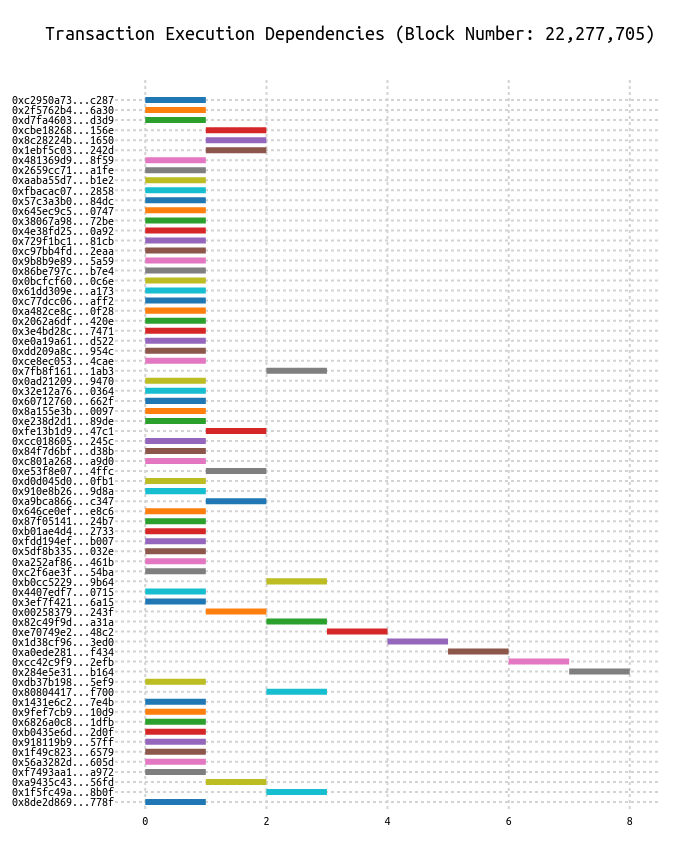 Transaction Execution Dependencies (Block Number: 22,277,705)
0xc2950a73...c287
0x2f5762b4...6a30
0xd7fa4603...d3d9
0xcbe18268...156e
0x8c28224b...1650
0x1ebf5c03...242d
0x481369d9...8f59
0x2659cc71...a1fe
0xaaba55d7...b1e2
0xfbacac07...2858
0x57c3a3b0...84dc
0x645ec9c5...0747
0x38067a98...72be
0x4e38fd25...0a92
0x729f1bc1...81cb
0xc97bb4fd...2eaa
0x9b8b9e89...5a59
0x86be797c...b7e4
0x0bcfcf60...0c6e
0x61dd309e...a173
0xc77dcc06...aff2
0xa482ce8c...0f28
0x2062a6df...420e
0x3e4bd28c...7471
0xe0a19a61...d522
0xdd209a8c...954c
0xce8ec053...4cae
0x7fb8f161...1ab3
0x0ad21209...9470
0x32e12a76...0364
0x60712760...662f
0x8a155e3b...0097
0xe238d2d1...89de
0xfe13b1d9...47c1
0xcc018605...245c
0x84f7d6bf...d38b
0xc801a268...a9d0
0xe53f8e07...4ffc
0xd0d045d0...0fb1
0x910e8b26...9d8a
0xa9bca866...c347
0x646ce0ef...e8c6
0x87f05141...24b7
0xb01ae4d4...2733
0xfdd194ef...b007
0x5df8b335...032e
0xa252af86...461b
0xc2f6ae3f...54ba
0xb0cc5229...9b64
0x4407edf7...0715
0x3ef7f421...6a15
0x00258379...243f
0x82c49f9d...a31a
0xe70749e2...48c2
0x1d38cf96...3ed0
0xa0ede281...f434
0xcc42c9f9...2efb
0x284e5e31...b164
0xdb37b198...5ef9
0x80804417...f700
0x1431e6c2...7e4b
0x9fef7cb9...10d9
0x6826a0c8...1dfb
0xb0435e6d...2d0f
0x918119b9...57ff
0x1f49c823...6579
0x56a3282d...605d
0xf7493aa1...a972
0xa9435c43...56fd
0x1f5fc49a...8b0f
0x8de2d869...778f
0 2 4 6 8